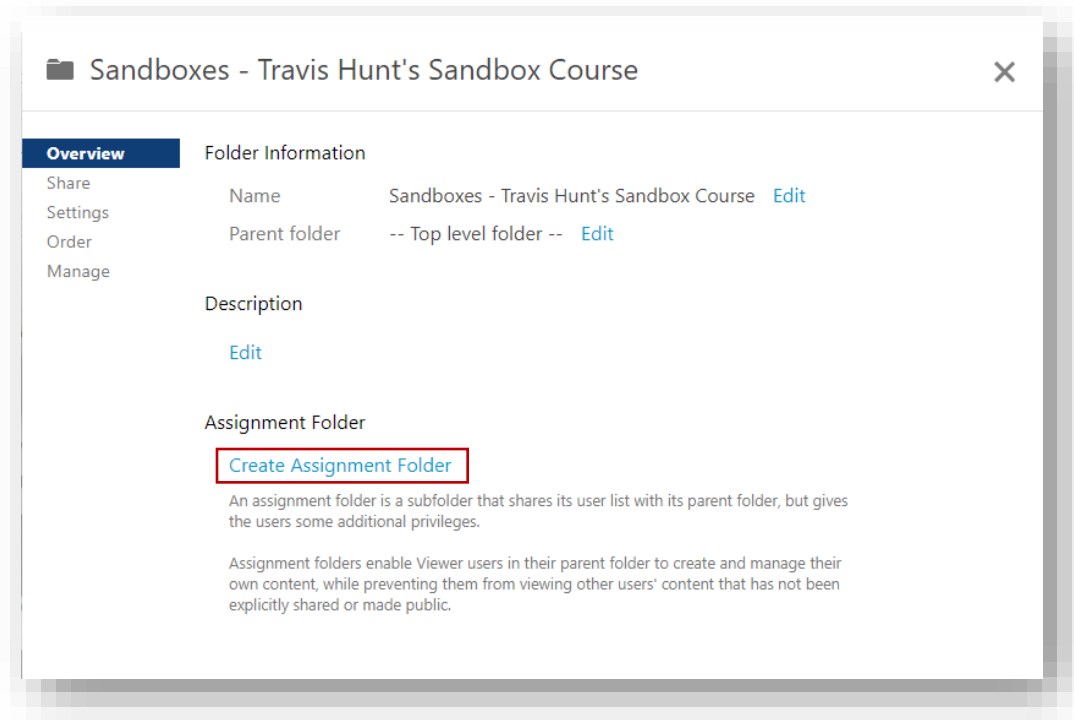 Sandboxes - Travis Hunt's Sandbox Course
Overview
Share
Settings
Order
Manage
Folder Information
Name Sandboxes - Travis Hunt's Sandbox Course Edit
Parent folder -- Top level folder -- Edit
Description
Edit
Assignment Folder
Create Assignment Folder
An assignment folder is a subfolder that shares its user list with its parent folder, but gives
the users some additional privileges.
Assignment folders enable Viewer users in their parent folder to create and manage their
own content, while preventing them from viewing other users' content that has not been
explicitly shared or made public.